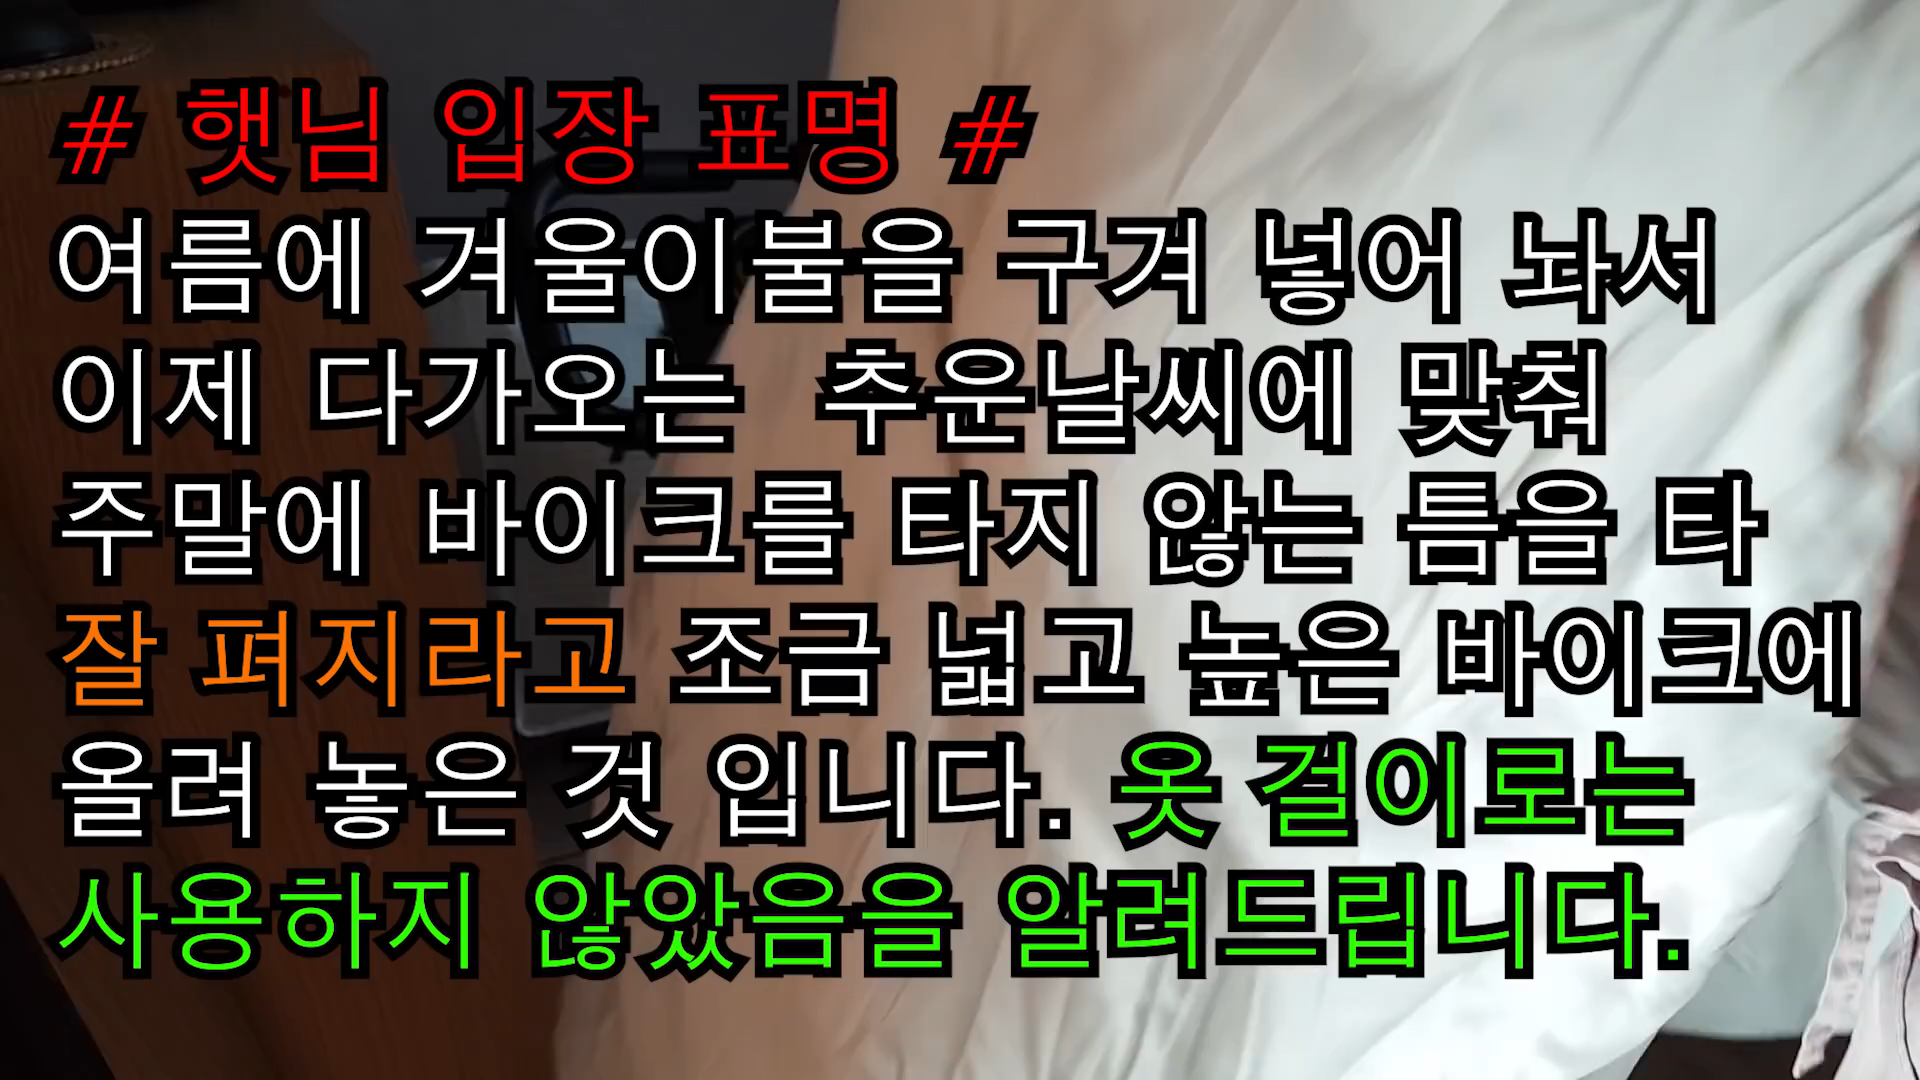 # 햇님 입장 표명 #
여름에 겨울이불을 구겨 넣어 놔서
이제 다가오는  추운날씨에 맞춰
주말에 바이크를 타지 않는 틈을 타
잘 펴지라고 조금 넓고 높은 바이크에
올려 놓은 것 입니다. 옷 걸이로는
사용하지 않았음을 알려드립니다.